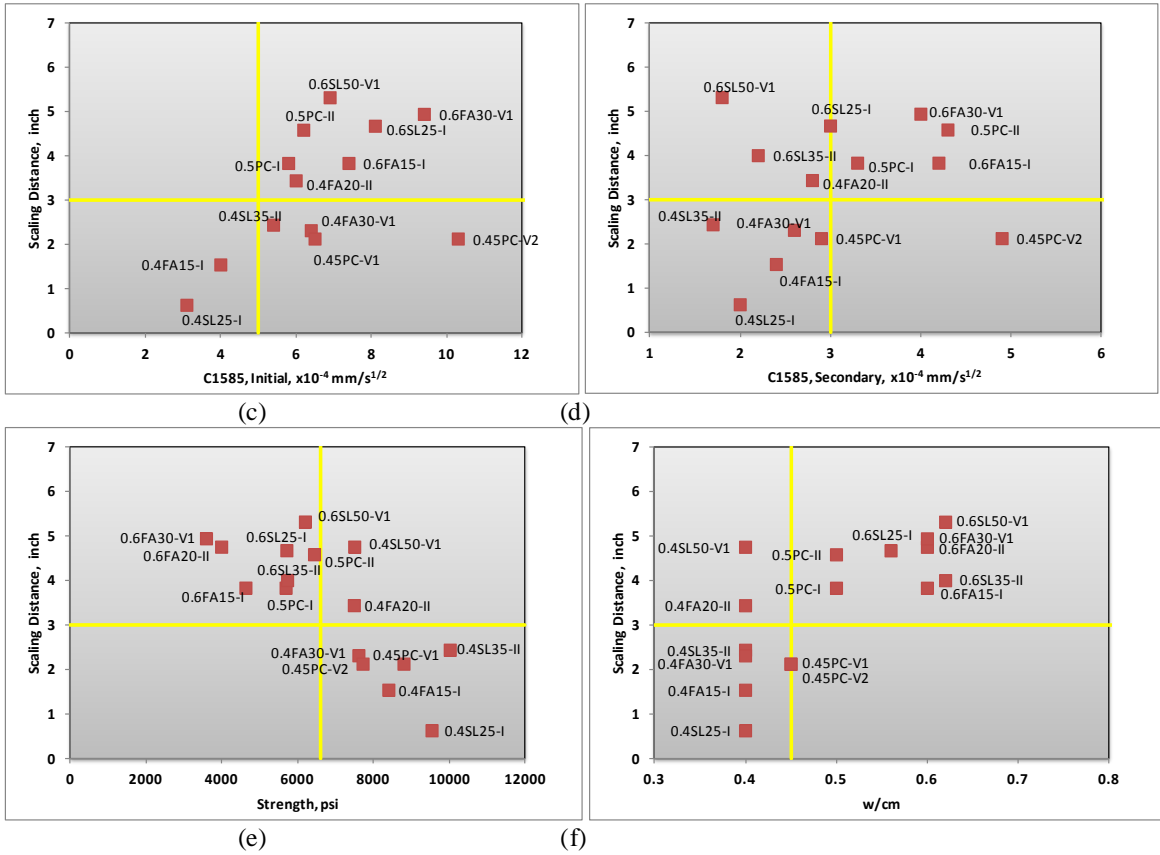 7
6
5
4
3
2
1
0
Scaling Distance, inch
0.6SL50-V1
0.5PC-II
0.6FA30-V1
0.6SL25-I
0.5PC-I
0.6FA15-I
0.4FA20-II
0.4SL35-II
0.4FA30-V1
0.45PC-V2
0.45PC-V1
0.4FA15-I
0.4SL25-I
0 2 4 6 8 10 12
C1585, Initial, x10⁻⁴ mm/s¹/²
(c)
7
6
5
4
3
2
1
0
Scaling Distance, inch
0.6SL50-V1
0.6SL25-I
0.6FA30-V1
0.5PC-II
0.6SL35-II
0.5PC-I
0.6FA15-I
0.4FA20-II
0.4SL35-II
0.4FA30-V1
0.45PC-V1
0.45PC-V2
0.4FA15-I
0.4SL25-I
1 2 3 4 5 6
C1585, Secondary, x10⁻⁴ mm/s¹/²
(d)
7
6
5
4
3
2
1
0
Scaling Distance, inch
0.6SL50-V1
0.6FA30-V1
0.6SL25-I
0.4SL50-V1
0.6FA20-II
0.5PC-II
0.6SL35-II
0.6FA15-I
0.5PC-I
0.4FA20-II
0.4FA30-V1
0.45PC-V1
0.4SL35-II
0.45PC-V2
0.4FA15-I
0.4SL25-I
0 2000 4000 6000 8000 10000 12000
Strength, psi
(e)
7
6
5
4
3
2
1
0
Scaling Distance, inch
0.6SL50-V1
0.6SL25-I
0.6FA30-V1
0.4SL50-V1
0.5PC-II
0.6FA20-II
0.5PC-I
0.6SL35-II
0.6FA15-I
0.4FA20-II
0.4SL35-II
0.4FA30-V1
0.45PC-V1
0.45PC-V2
0.4FA15-I
0.4SL25-I
0.3 0.4 0.5 0.6 0.7 0.8
w/cm
(f)